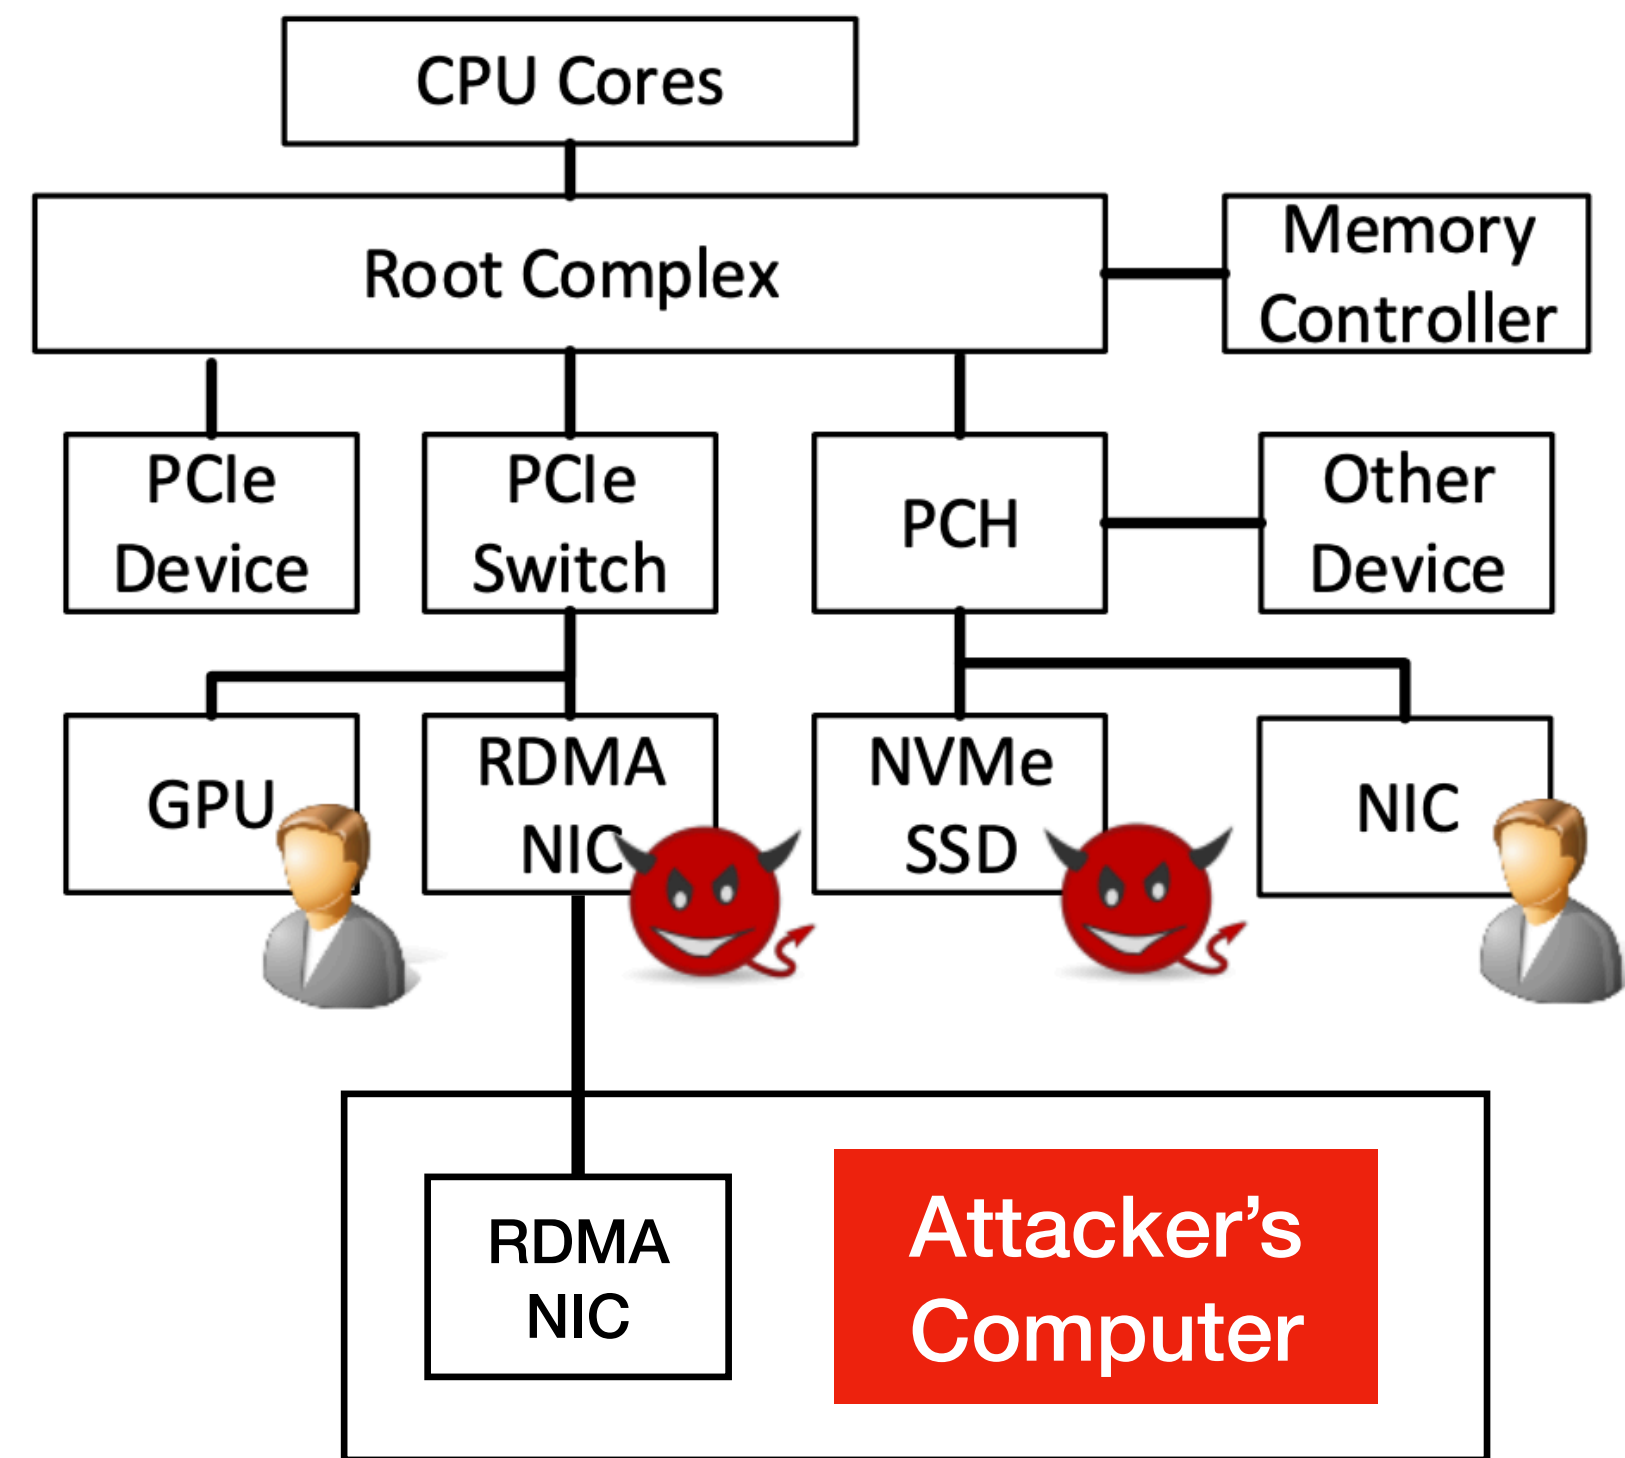 CPU Cores
Root Complex
Memory
Controller
PCIe
Device
PCIe
Switch
PCH
Other
Device
GPU
RDMA
NIC
NVMe
SSD
NIC
RDMA
NIC
Attacker’s
Computer